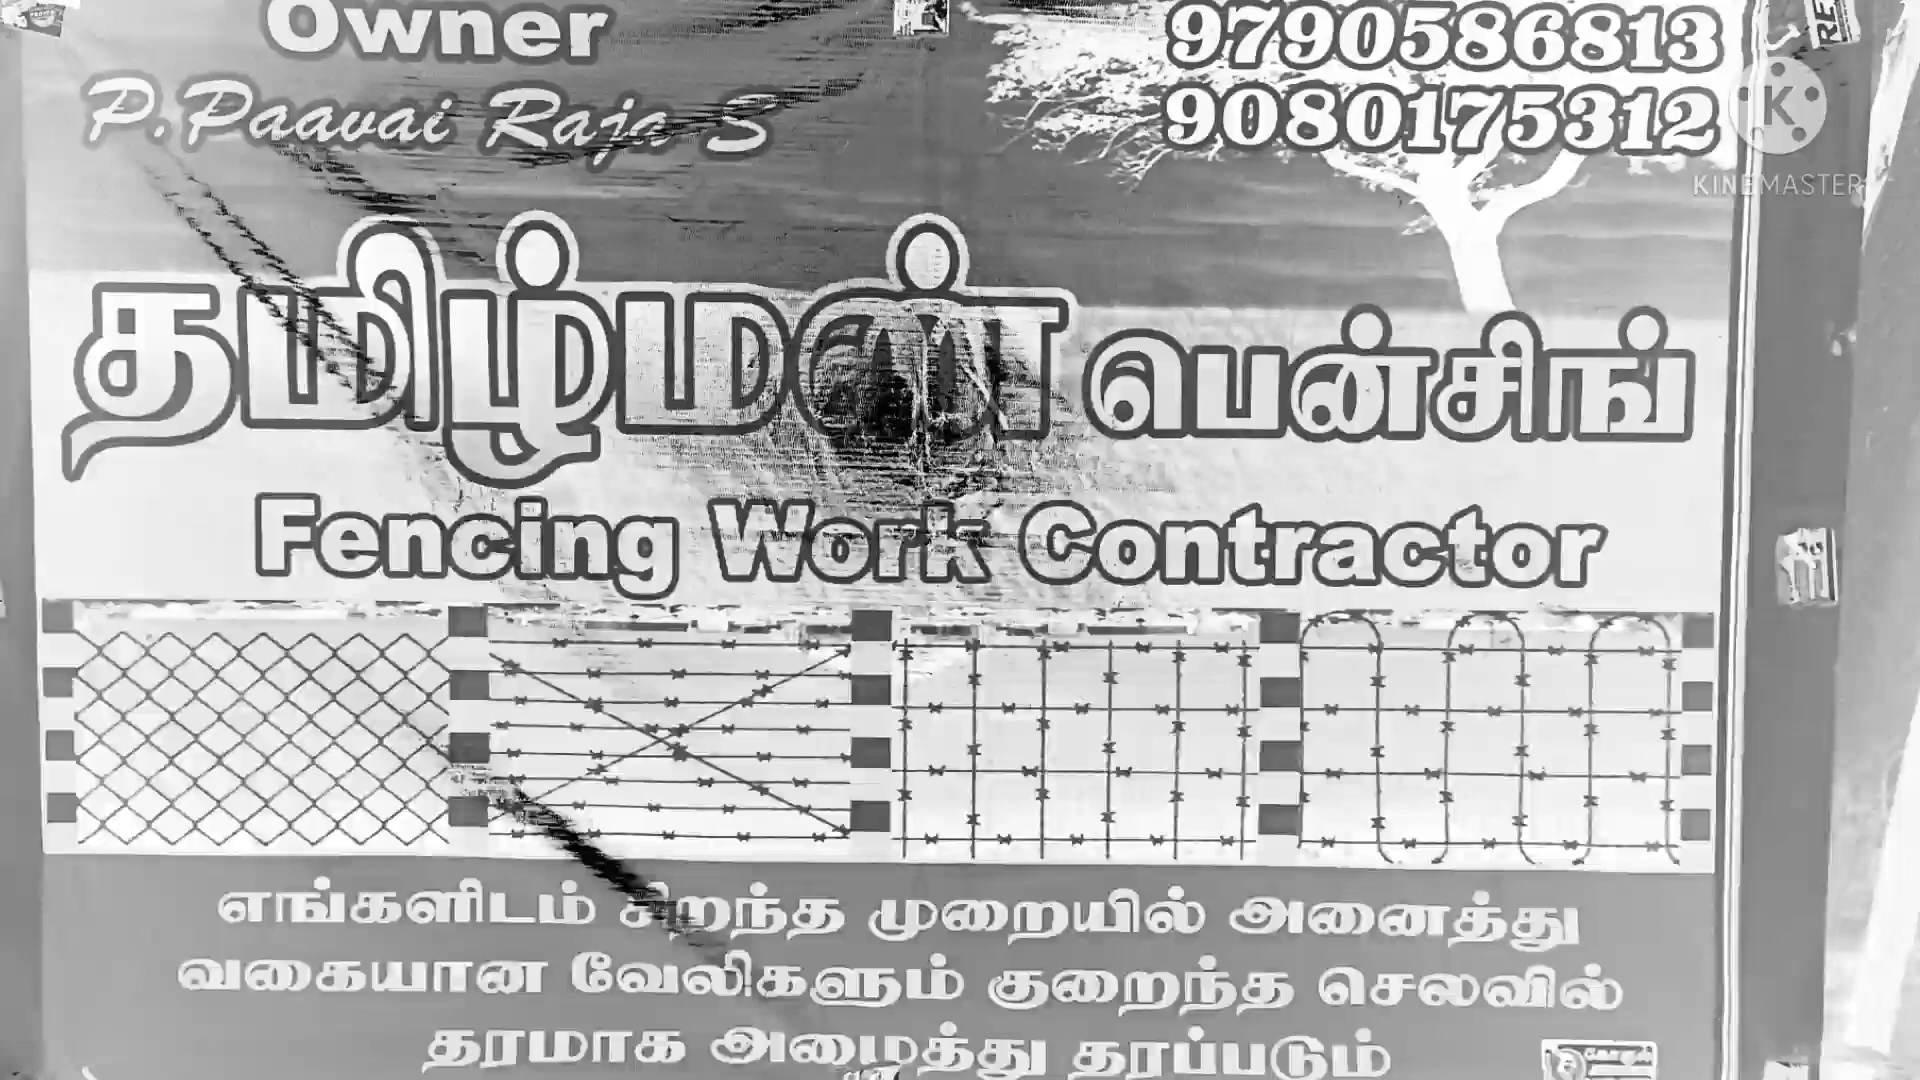 Owner
P.Paavai Raja S
9790586813
9080175312
KINEMASTER
தமிழ்மண் பென்சிங்
Fencing Work Contractor
எங்களிடம் சிறந்த முறையில் அனைத்து
வகையான வேலிகளும் குறைந்த செலவில்
தரமாக அமைத்து தரப்படும்